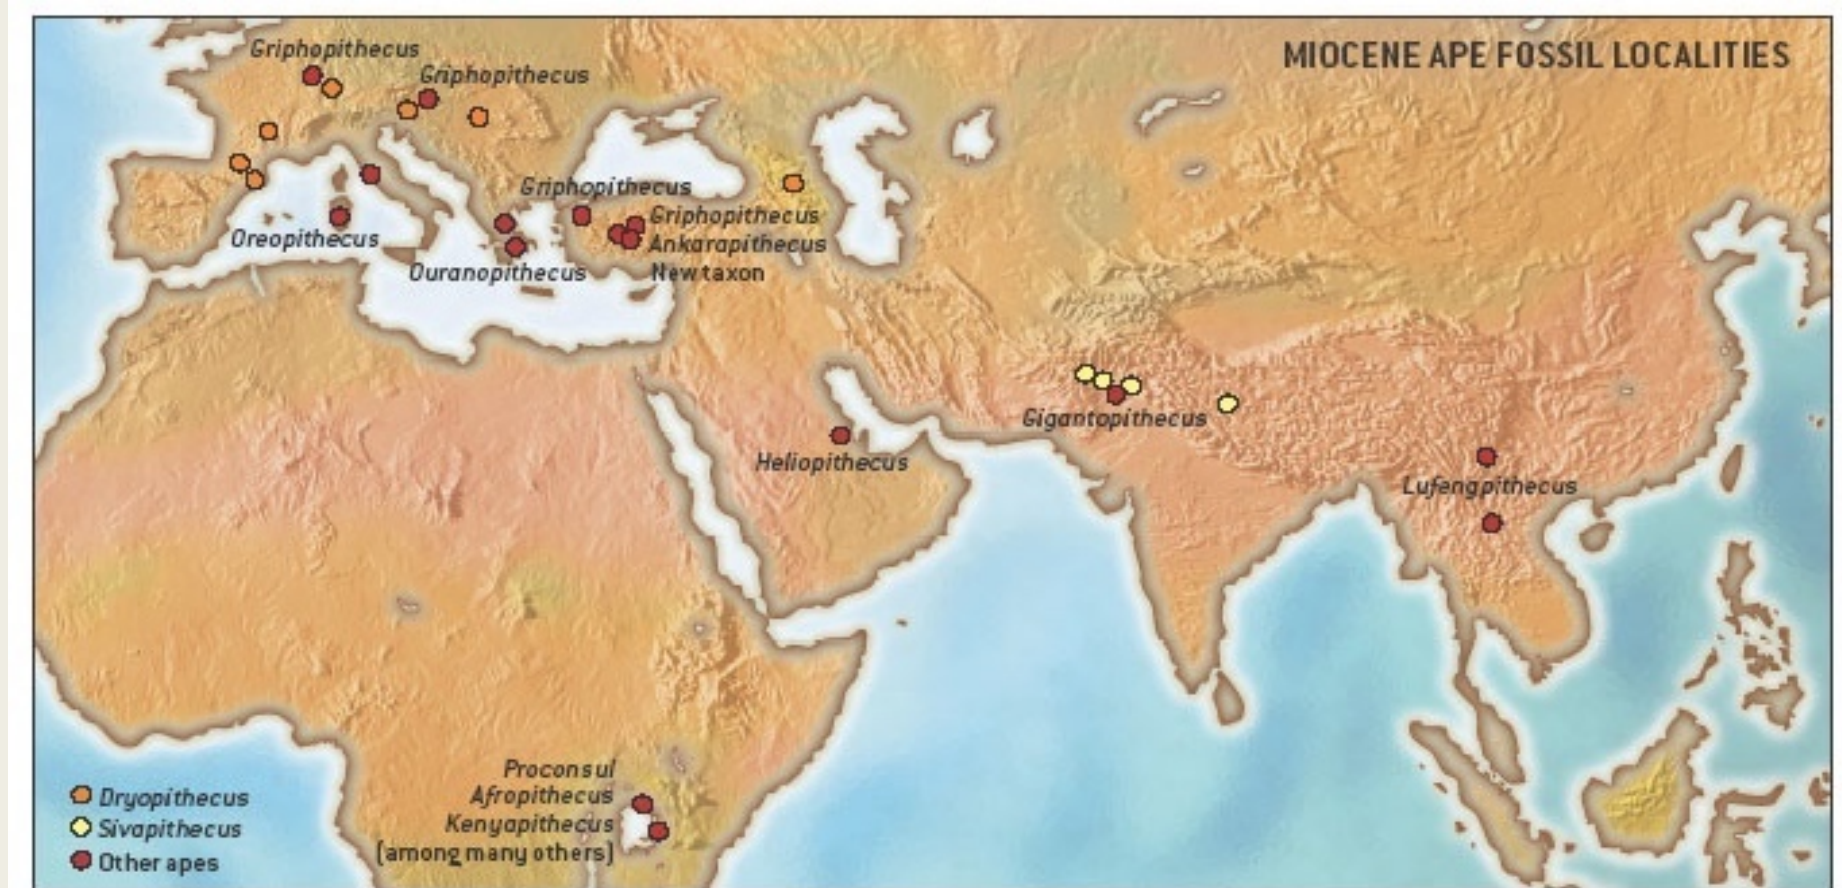 MIOCENE APE FOSSIL LOCALITIES
Griphopithecus
Griphopithecus
Griphopithecus
Griphopithecus
Ankarapithecus
New taxon
Oreopithecus
Ouranopithecus
Heliopithecus
Gigantopithecus
Lufengpithecus
Proconsul
Afropithecus
Kenyapithecus
(among many others)
Dryopithecus
Sivapithecus
Other apes